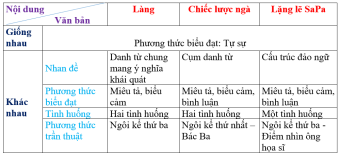 Nội dung
Văn bản
Làng
Chiếc lược ngà
Lặng lẽ SaPa
Giống nhau
Phương thức biểu đạt: Tự sự
Khác nhau
Nhan đề
Danh từ chung mang ý nghĩa khái quát
Cụm danh từ
Cấu trúc đảo ngữ
Phương thức biểu đạt
Miêu tả, biểu cảm
Miêu tả, biểu cảm, bình luận
Miêu tả, biểu cảm, bình luận
Tình huống
Hai tình huống
Hai tình huống
Một tình huống
Phương thức trần thuật
Ngôi kể thứ ba
Ngôi kể thứ nhất – Bác Ba
Ngôi kể thứ ba - Điểm nhìn ông họa sĩ